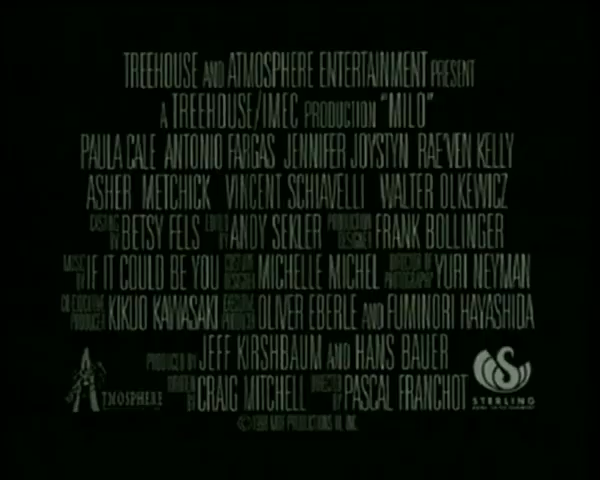 TREEHOUSE AND ATMOSPHERE ENTERTAINMENT PRESENT
A TREEHOUSE/IMEC PRODUCTION "MILO"
PAULA CALE ANTONIO FARGAS JENNIFER JOYSTYN RAE'VEN KELLY
ASHER METCHICK VINCENT SCHIAVELLI WALTER OLKEWICZ
CASTING BY BETSY FELS EDITED BY ANDY SEKLER PRODUCTION DESIGNER FRANK BOLLINGER
MUSIC BY IF IT COULD BE YOU COSTUME DESIGNER MICHELLE MICHEL DIRECTOR OF PHOTOGRAPHY YURI NEYMAN
CO EXECUTIVE PRODUCER KIKUO KAWASAKI EXECUTIVE PRODUCER OLIVER EBERLE AND FUMINORI HAYASHIDA
PRODUCED BY JEFF KIRSHBAUM AND HANS BAUER
WRITTEN BY CRAIG MITCHELL DIRECTED BY PASCAL FRANCHOT
ATMOSPHERE
STERLING
© PRODUCTIONS